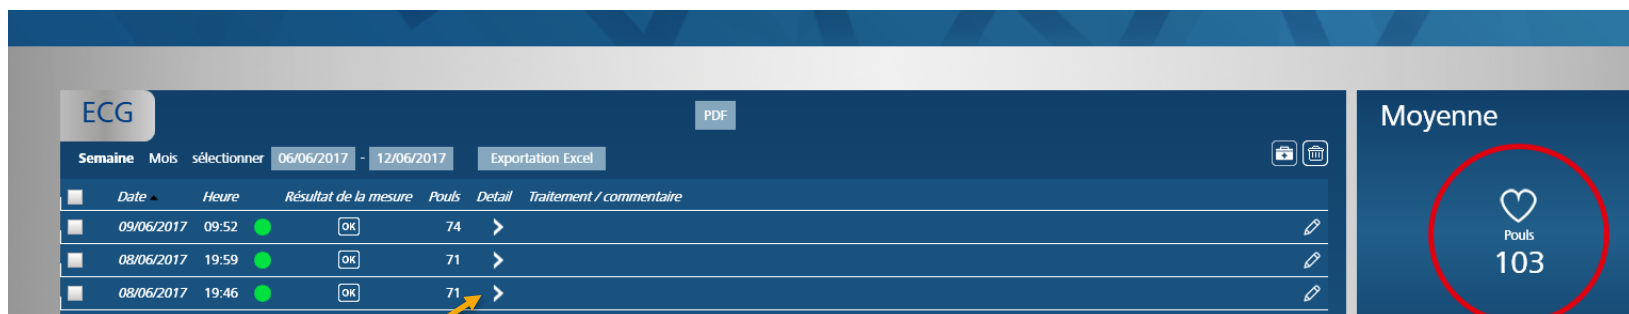 ECG
PDF
Moyenne
Semaine Mois sélectionner 06/06/2017 - 12/06/2017 Exportation Excel
Date Heure Résultat de la mesure Pouls Detail Traitement / commentaire
09/06/2017 09:52 OK 74
08/06/2017 19:59 OK 71
08/06/2017 19:46 OK 71
Pouls
103